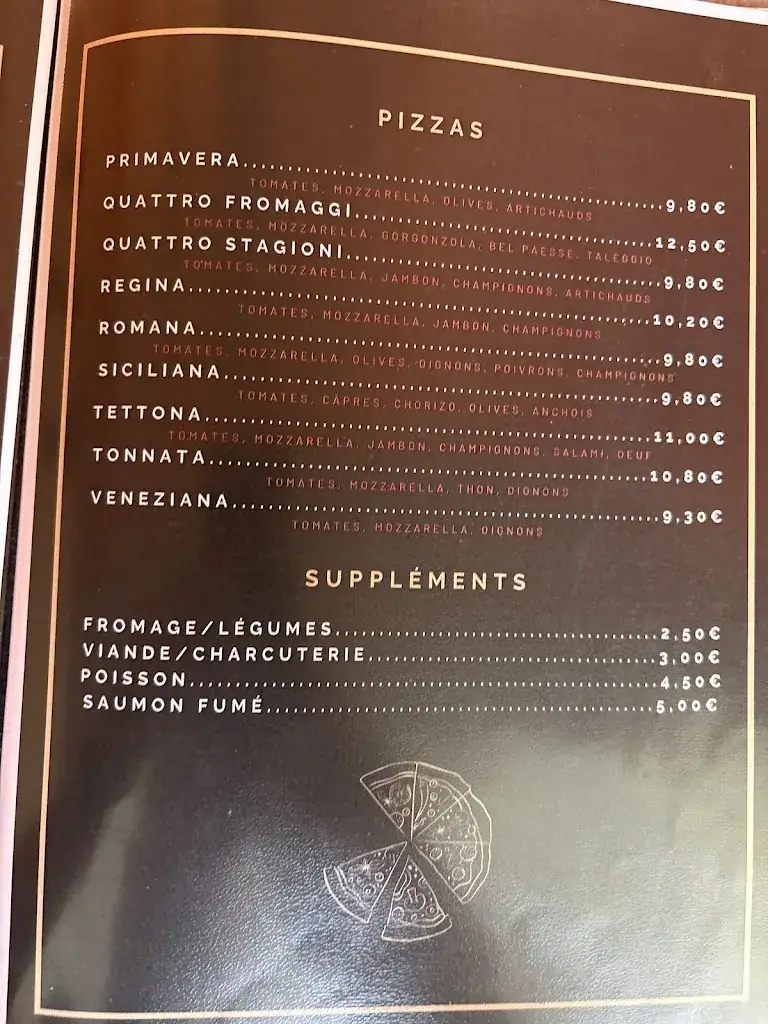 PIZZAS
PRIMAVERA 9,80€
TOMATES, MOZZARELLA, OLIVES, ARTICHAUDS
QUATTRO FROMAGGI 12,50€
TOMATES, MOZZARELLA, GORGONZOLA, BEL PAESSE, TALEGGIO
QUATTRO STAGIONI 9,80€
TOMATES, MOZZARELLA, JAMBON, CHAMPIGNONS, ARTICHAUDS
REGINA 10,20€
TOMATES, MOZZARELLA, JAMBON, CHAMPIGNONS
ROMANA 9,80€
TOMATES, MOZZARELLA, OLIVES, OIGNONS, POIVRONS, CHAMPIGNONS
SICILIANA 9,80€
TOMATES, CÂPRES, CHORIZO, OLIVES, ANCHOIS
TETTONA 11,00€
TOMATES, MOZZARELLA, JAMBON, CHAMPIGNONS, SALAMI, OEUF
TONNATA 10,80€
TOMATES, MOZZARELLA, THON, OIGNONS
VENEZIANA 9,30€
TOMATES, MOZZARELLA, OIGNONS
SUPPLÉMENTS
FROMAGE/LÉGUMES 2,50€
VIANDE/CHARCUTERIE 3,00€
POISSON 4,50€
SAUMON FUMÉ 5,00€